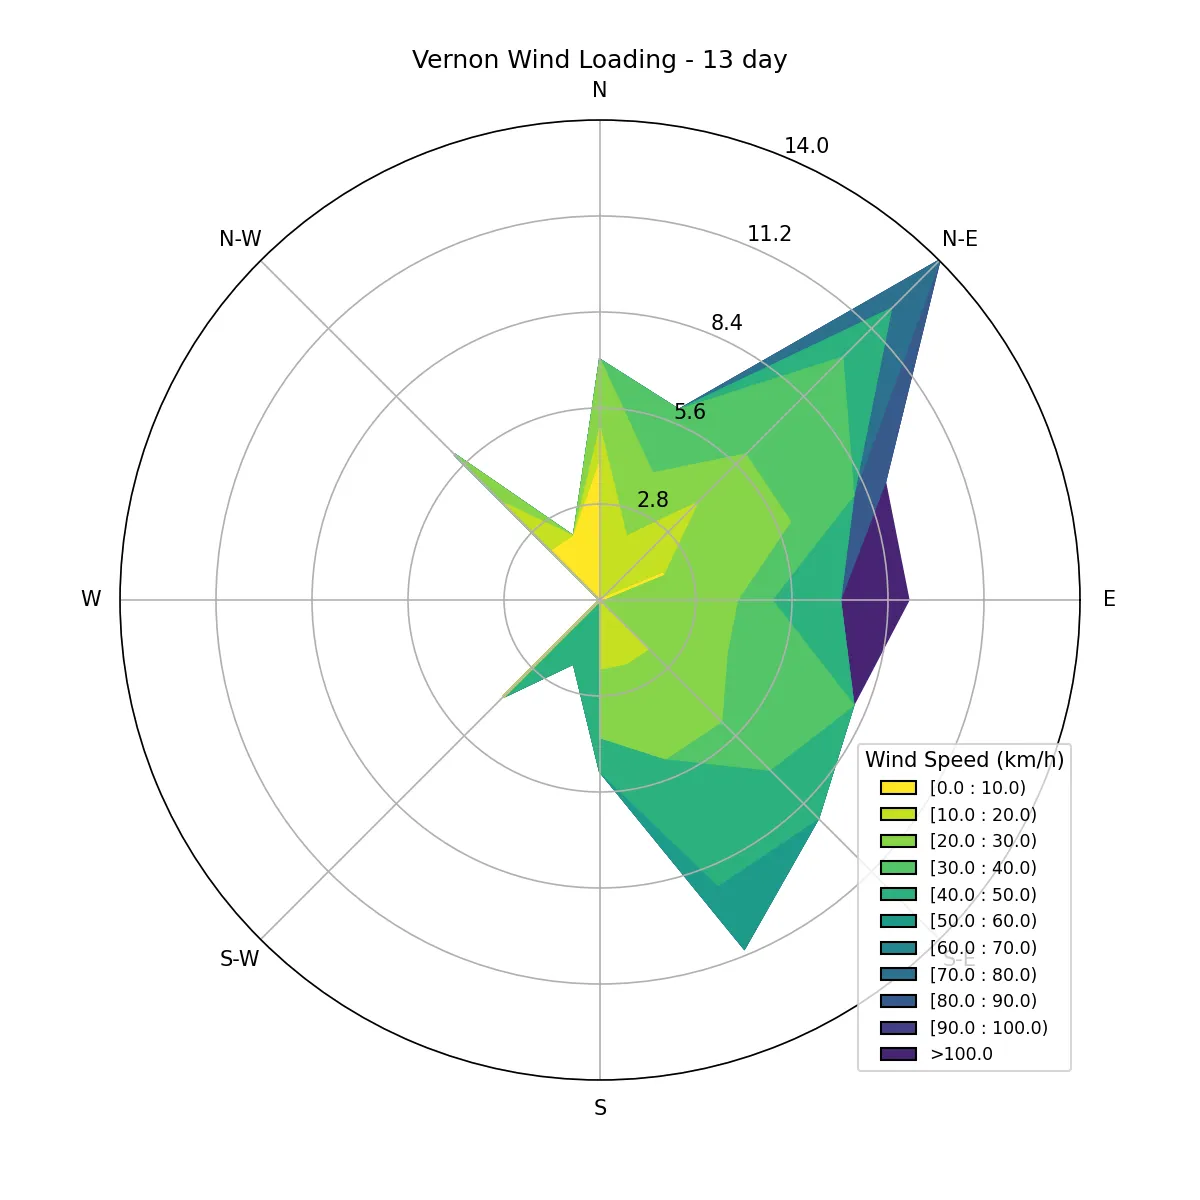 Vernon Wind Loading - 13 day
N
14.0
11.2
N-W
N-E
8.4
5.6
2.8
W
E
Wind Speed (km/h)
[0.0 : 10.0)
[10.0 : 20.0)
[20.0 : 30.0)
[30.0 : 40.0)
[40.0 : 50.0)
[50.0 : 60.0)
[60.0 : 70.0)
[70.0 : 80.0)
[80.0 : 90.0)
[90.0 : 100.0)
>100.0
S-W
S-E
S